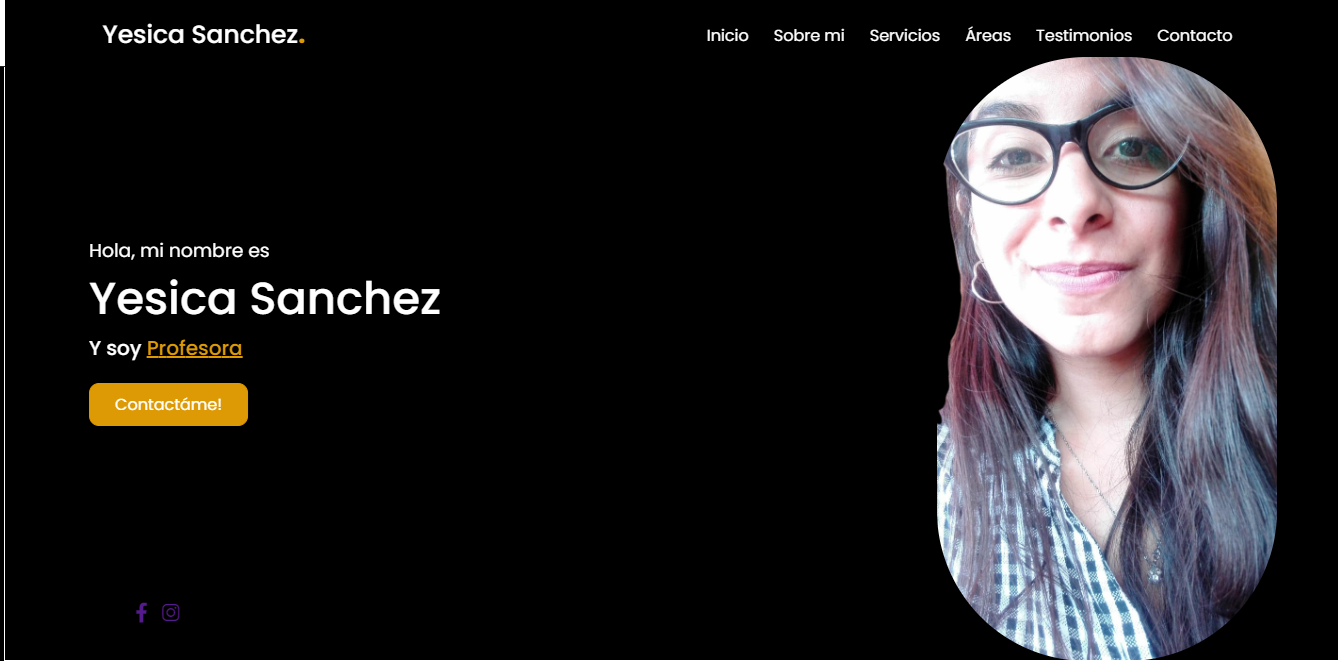 Yesica Sanchez.
Inicio Sobre mi Servicios Áreas Testimonios Contacto
Hola, mi nombre es
Yesica Sanchez
Y soy Profesora
Contactáme!